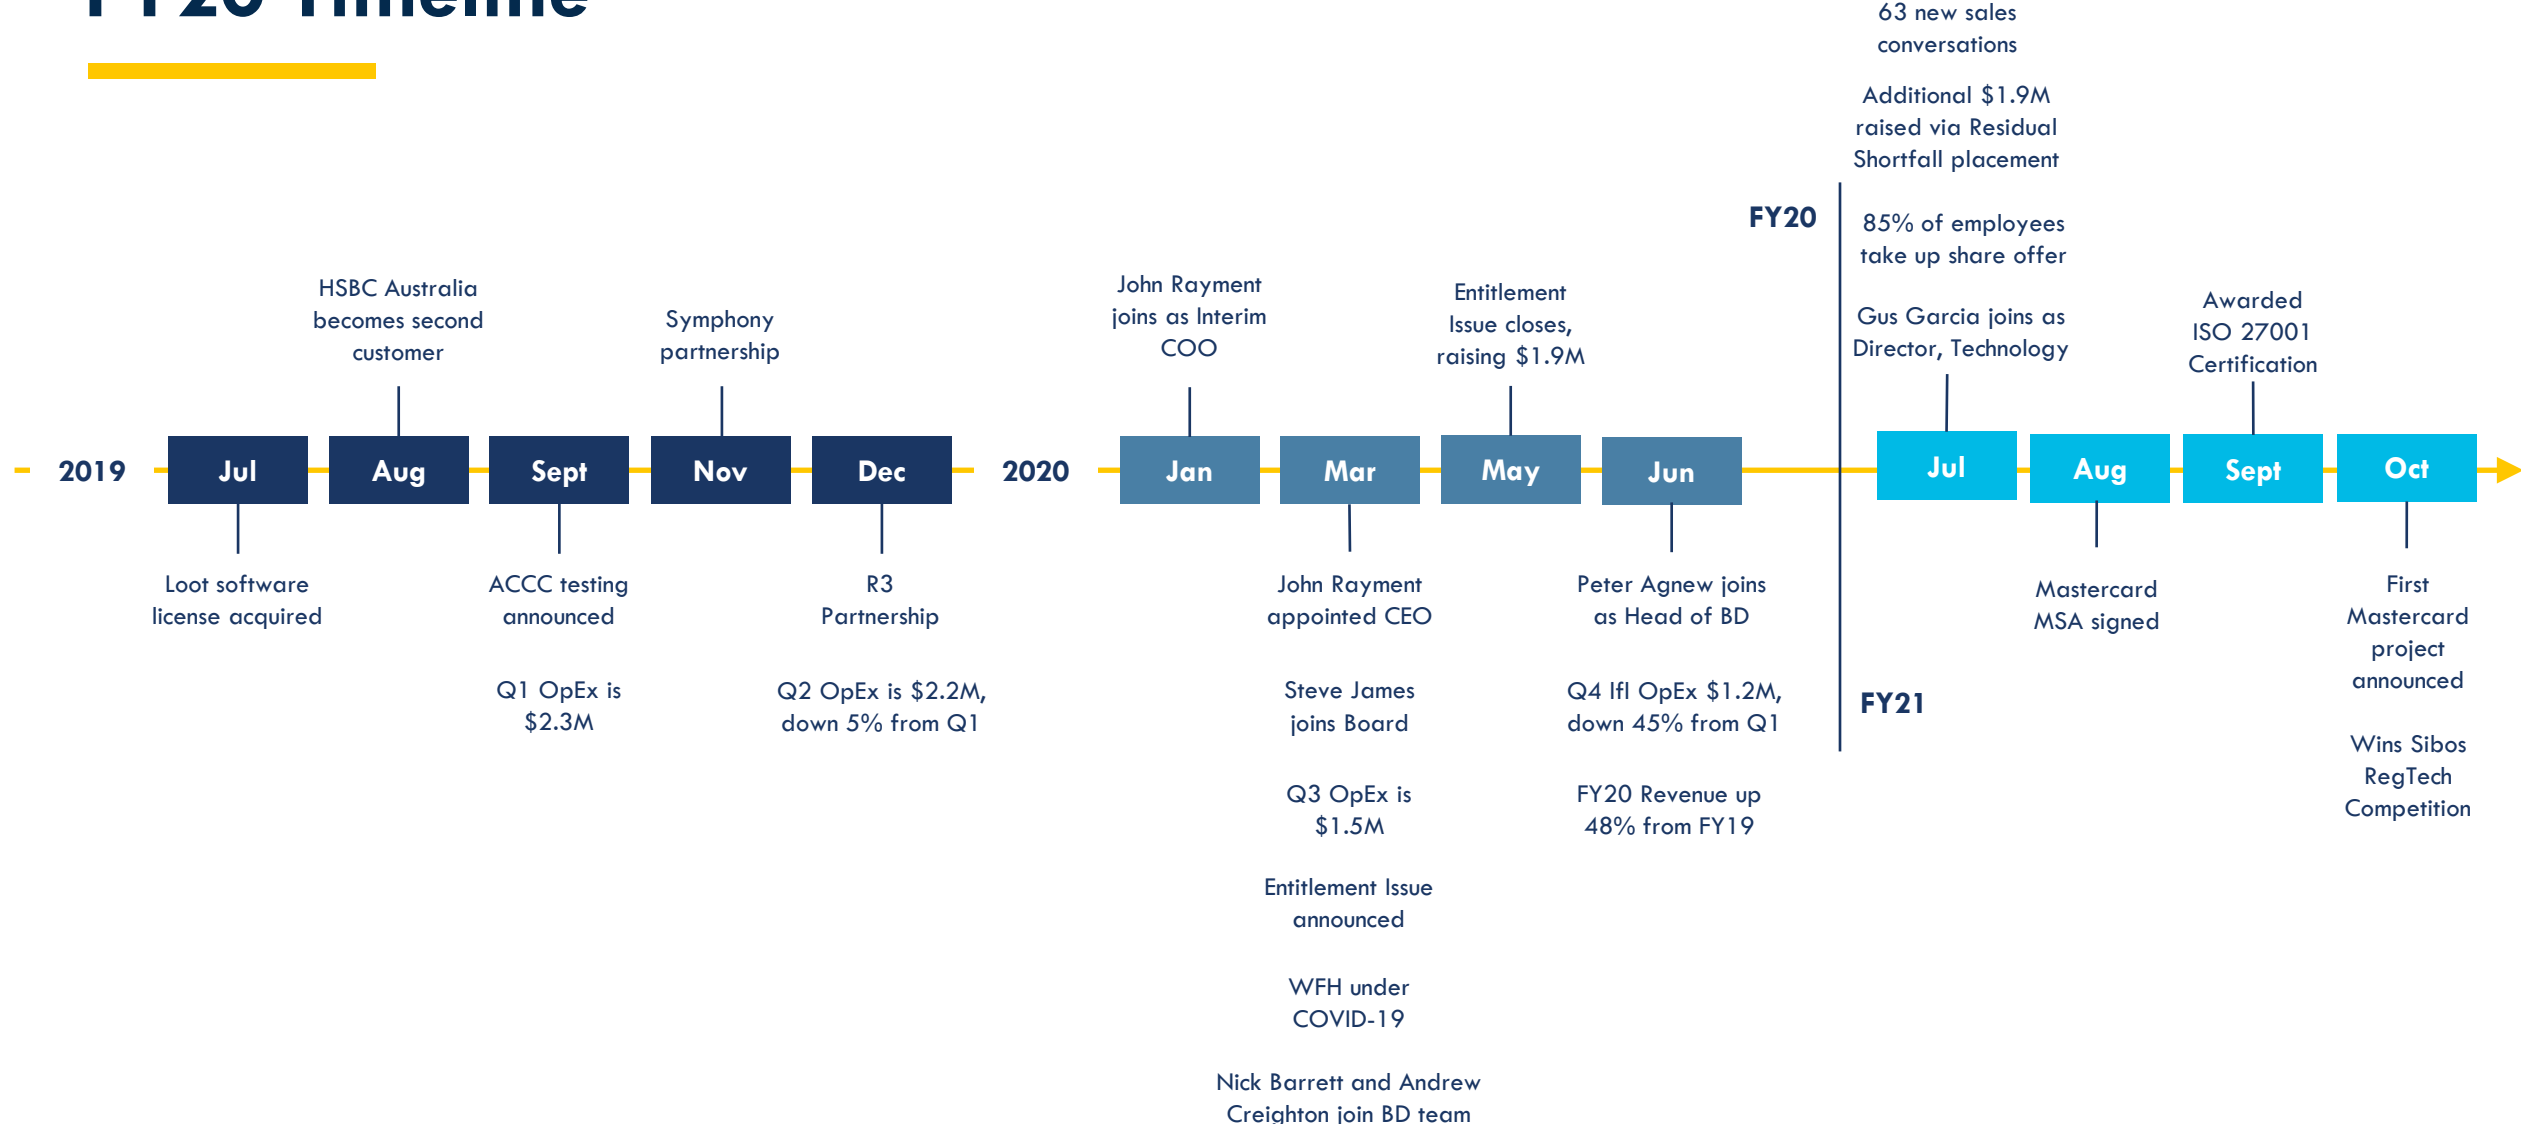 FY20 Timeline
63 new sales
conversations
Additional $1.9M
raised via Residual
Shortfall placement
FY20
85% of employees
take up share offer
HSBC Australia
becomes second
customer
Symphony
partnership
John Rayment
joins as Interim
COO
Entitlement
Issue closes,
raising $1.9M
Gus Garcia joins as
Director, Technology
Awarded
ISO 27001
Certification
2019
Jul
Aug
Sept
Nov
Dec
2020
Jan
Mar
May
Jun
Jul
Aug
Sept
Oct
Loot software
license acquired
ACCC testing
announced
Q1 OpEx is
$2.3M
R3
Partnership
Q2 OpEx is $2.2M,
down 5% from Q1
John Rayment
appointed CEO
Steve James
joins Board
Q3 OpEx is
$1.5M
Entitlement Issue
announced
WFH under
COVID-19
Nick Barrett and Andrew
Creighton join BD team
Peter Agnew joins
as Head of BD
Q4 lfl OpEx $1.2M,
down 45% from Q1
FY20 Revenue up
48% from FY19
FY21
Mastercard
MSA signed
First
Mastercard
project
announced
Wins Sibos
RegTech
Competition